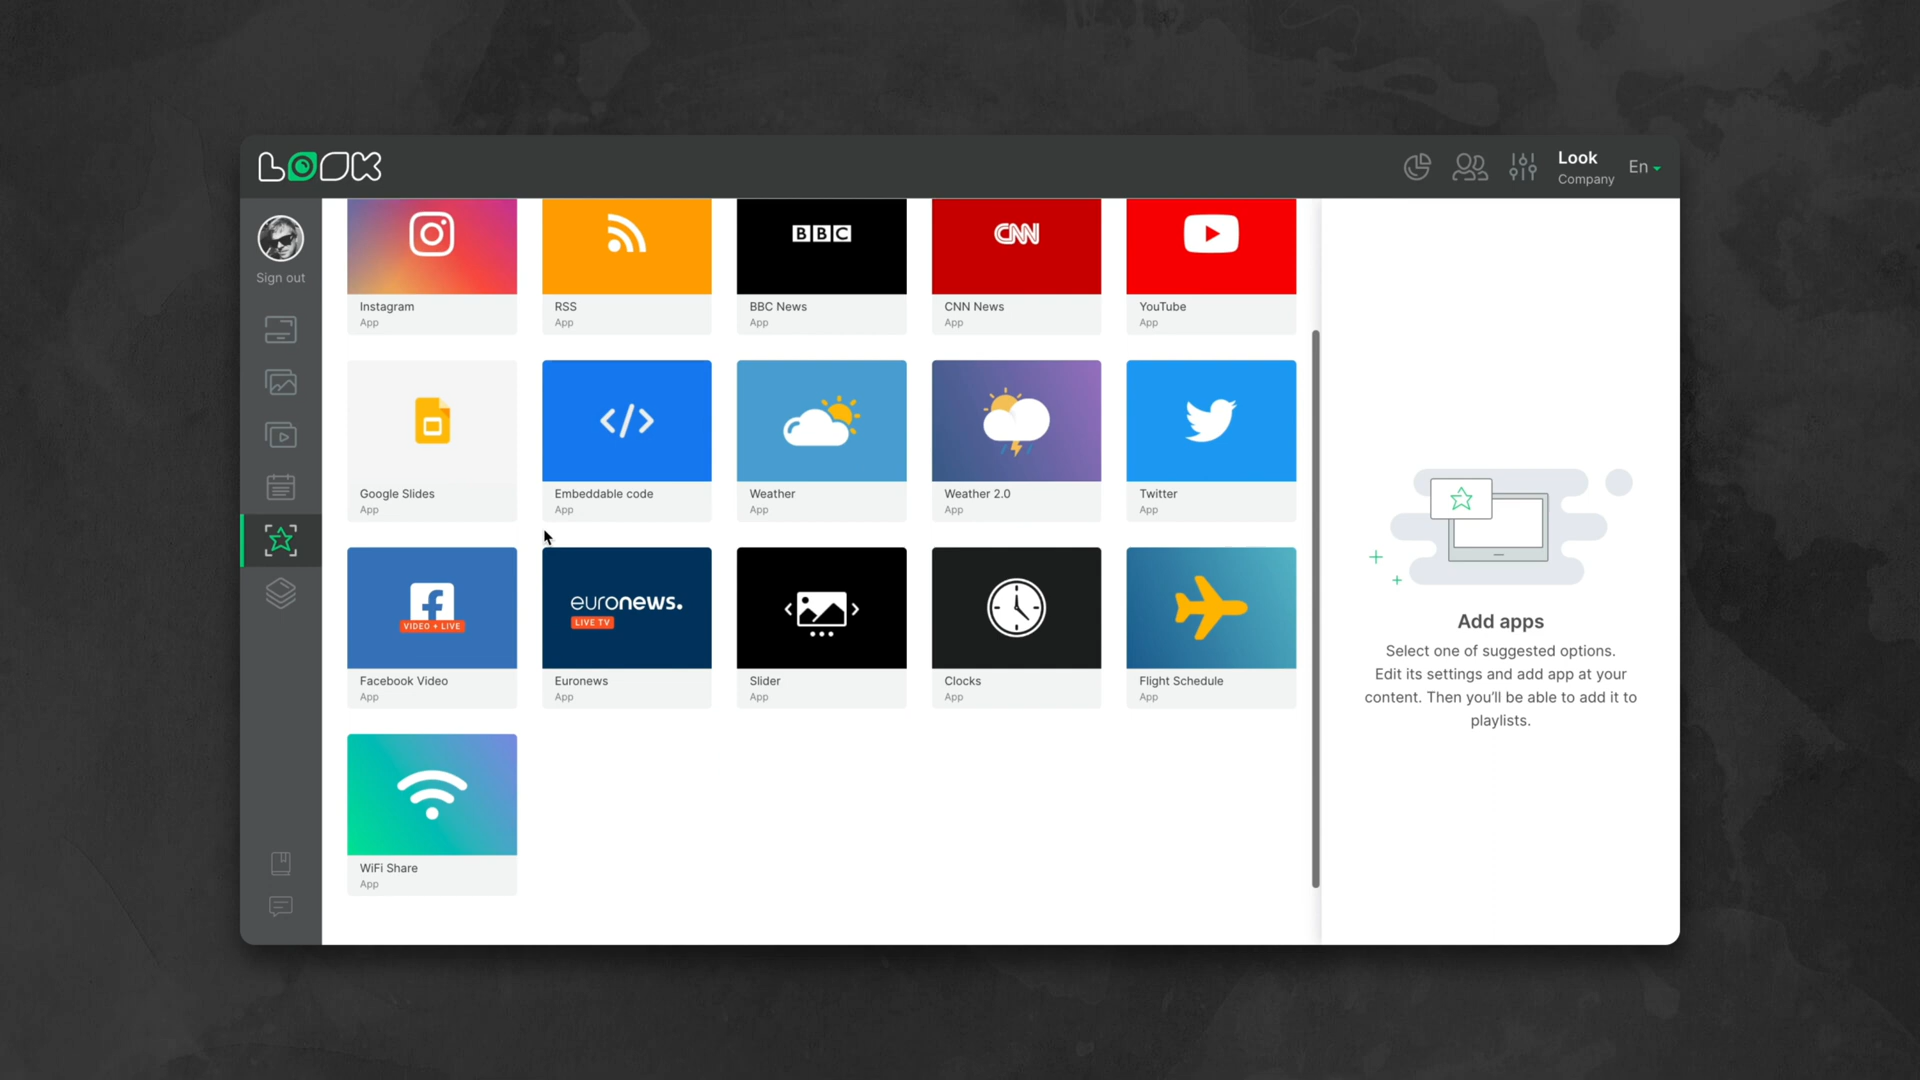 LOOK
Look
Company
En
Sign out
BBC
CNN
Instagram
App
RSS
App
BBC News
App
CNN News
App
YouTube
App
Google Slides
App
Embeddable code
App
Weather
App
Weather 2.0
App
Twitter
App
VIDEO + LIVE
euronews.
LIVE TV
Facebook Video
App
Euronews
App
Slider
App
Clocks
App
Flight Schedule
App
WiFi Share
App
Add apps
Select one of suggested options.
Edit its settings and add app at your
content. Then you'll be able to add it to
playlists.